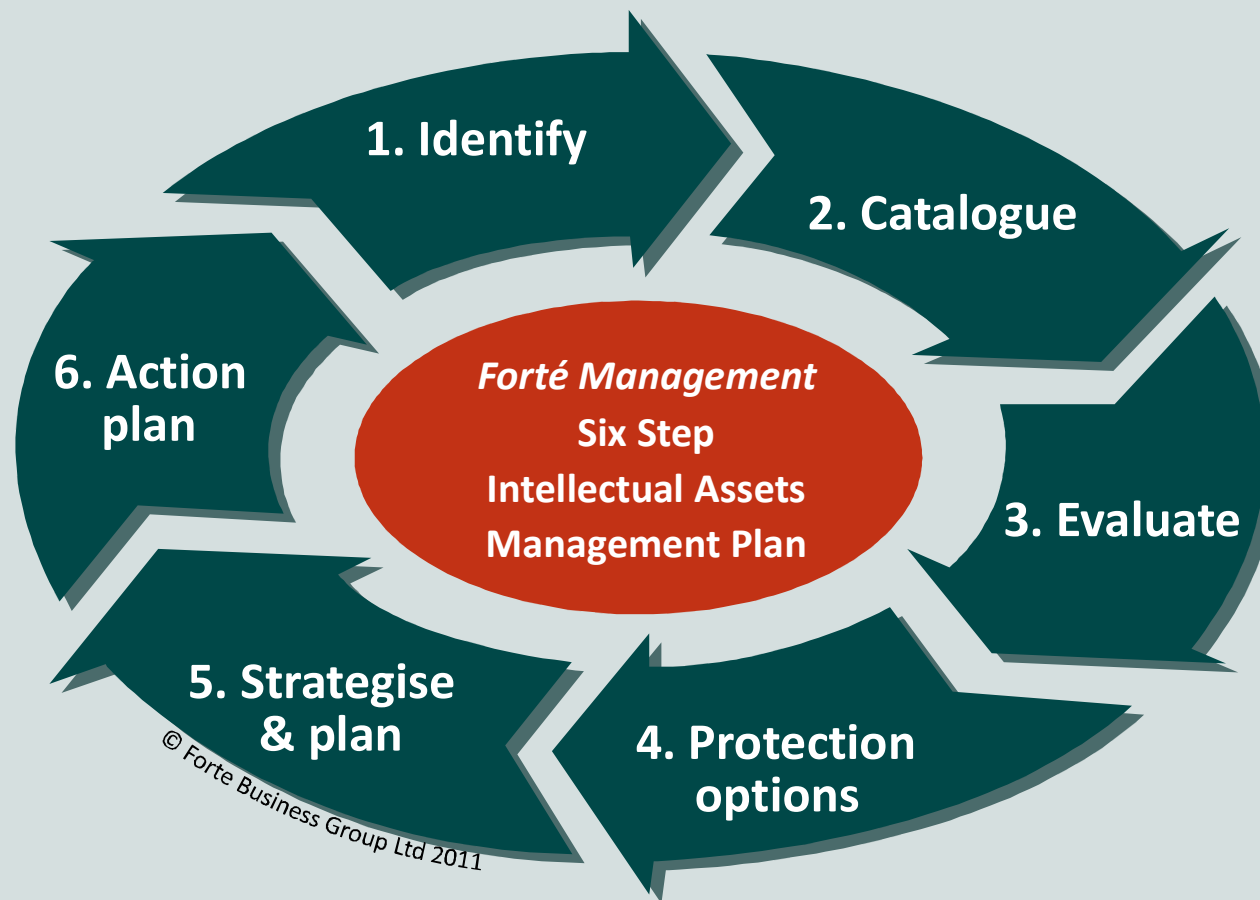 1. Identify
2. Catalogue
3. Evaluate
4. Protection
options
5. Strategise
& plan
6. Action
plan
Forté Management
Six Step
Intellectual Assets
Management Plan
© Forte Business Group Ltd 2011